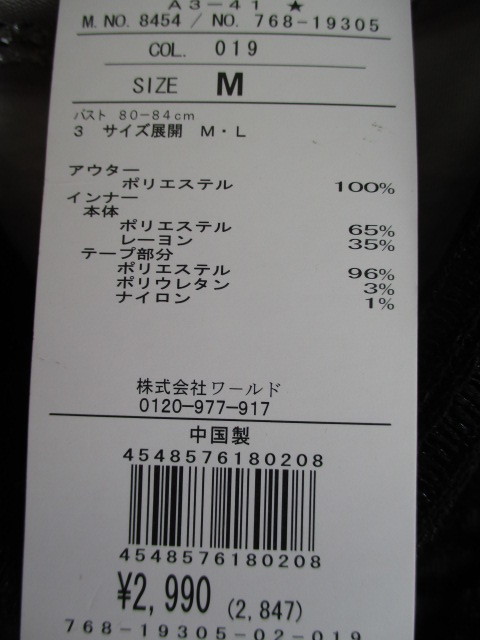 A3-41 ★
M.NO. 8454 / NO. 768-19305
COL. 019
SIZE M
バスト 80-84cm
3 サイズ展開 M・L
アウター
ポリエステル 100%
インナー
本体
ポリエステル 65%
レーヨン 35%
テープ部分
ポリエステル 96%
ポリウレタン 3%
ナイロン 1%
株式会社ワールド
0120-977-917
中国製
4548576180208
4548576180208
¥2,990 (2,847)
768-19305-02-019